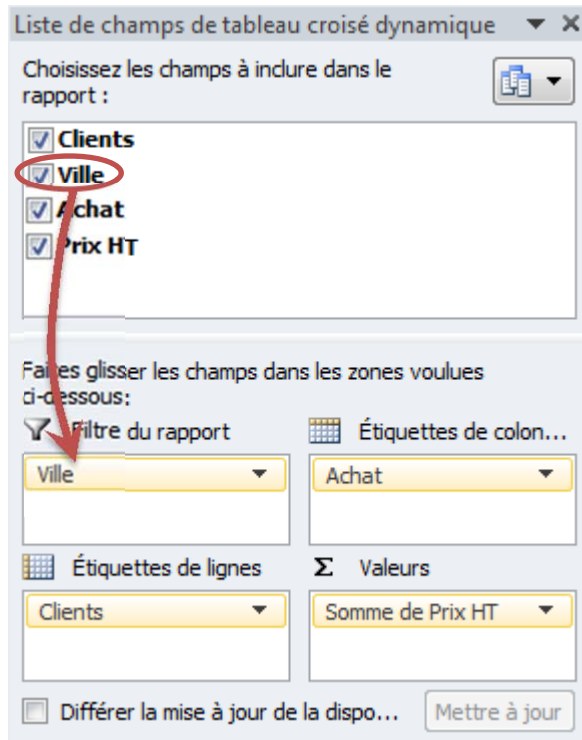 Liste de champs de tableau croisé dynamique
Choisissez les champs à inclure dans le
rapport :
Clients
Ville
Achat
Prix HT
Faites glisser les champs dans les zones voulues
ci-dessous:
Filtre du rapport
Étiquettes de colon...
Ville
Achat
Étiquettes de lignes
Σ Valeurs
Clients
Somme de Prix HT
Différer la mise à jour de la dispo...
Mettre à jour